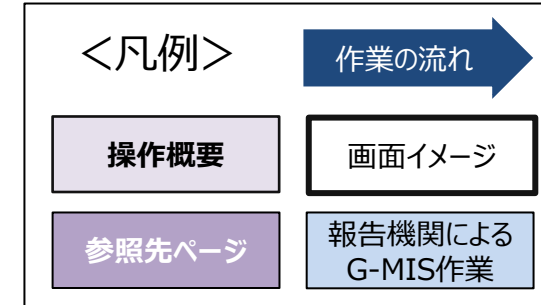 ＜凡例＞
作業の流れ
操作概要
画面イメージ
参照先ページ
報告機関による
G-MIS作業